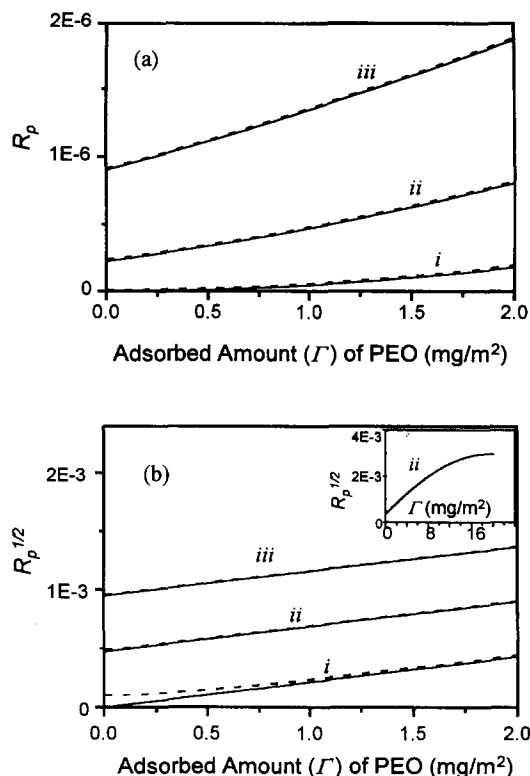 2E-6
(a)
iii
R_p
1E-6
ii
i
0
0.0 0.5 1.0 1.5 2.0
Adsorbed Amount (Γ) of PEO (mg/m²)
4E-3
2E-3
(b)
ii
R_p^{1/2}
2E-3
Γ (mg/m²)
0
0 8 16
iii
R_p^{1/2}
1E-3
ii
i
0
0.0 0.5 1.0 1.5 2.0
Adsorbed Amount (Γ) of PEO (mg/m²)